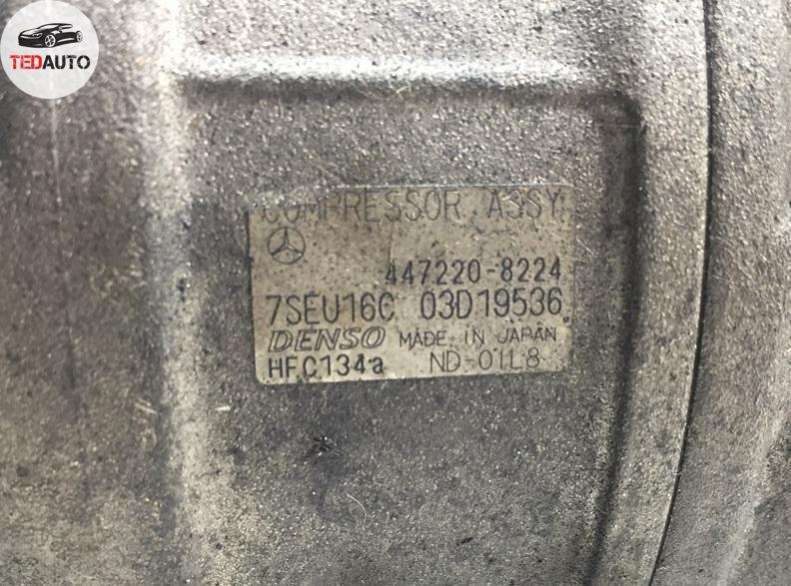 TEDAUTO
COMPRESSOR ASSY
447220-8224
7SEU16C 03D19536
DENSO MADE IN JAPAN
HFC134a ND-OIL8